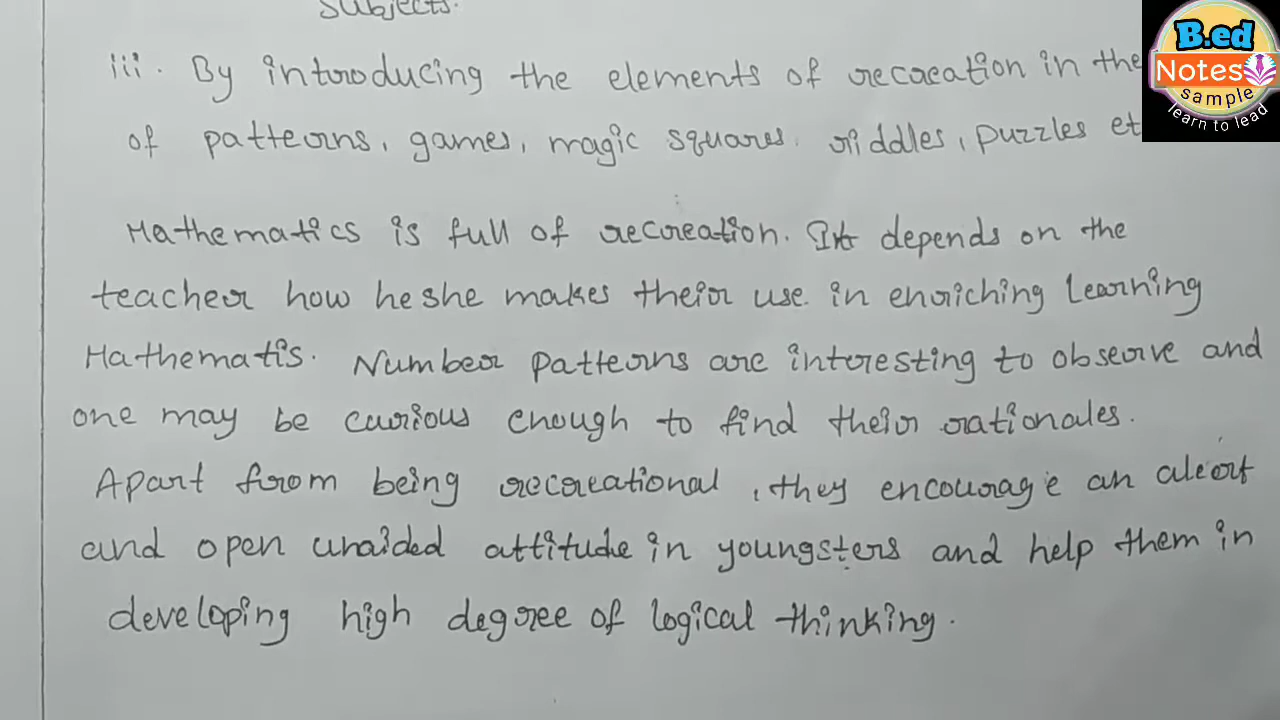 subjects.
iii. By introducing the elements of recreation in the
of patterns, games, magic squares. riddles, puzzles et
Mathematics is full of recreation. It depends on the
teacher how he she makes their use in enriching learning
Mathematis. Number patterns are interesting to observe and
one may be curious enough to find their rationales.
Apart from being recreational, they encourage an alert
and open unaided attitude in youngsters and help them in
developing high degree of logical thinking.
B.ed
Notes
sample
learn to lead